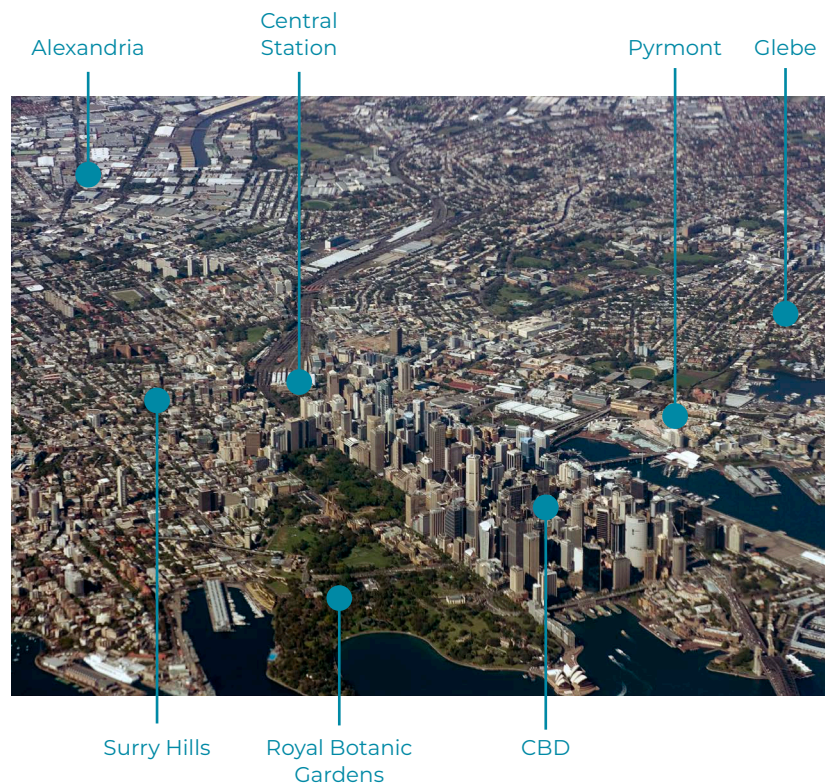 Central
Station
Alexandria
Pyrmont
Glebe
Surry Hills
Royal Botanic
Gardens
CBD